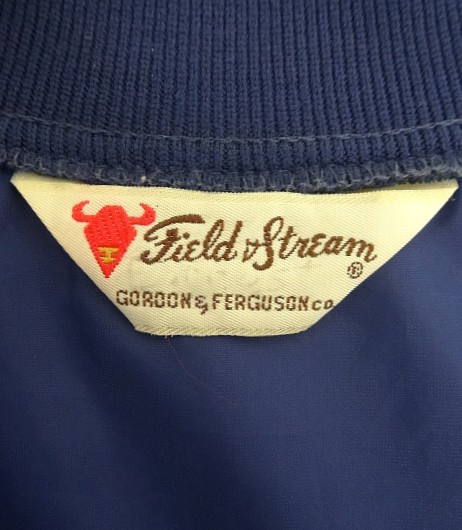 Field & Stream ®
GORDON & FERGUSON CO.